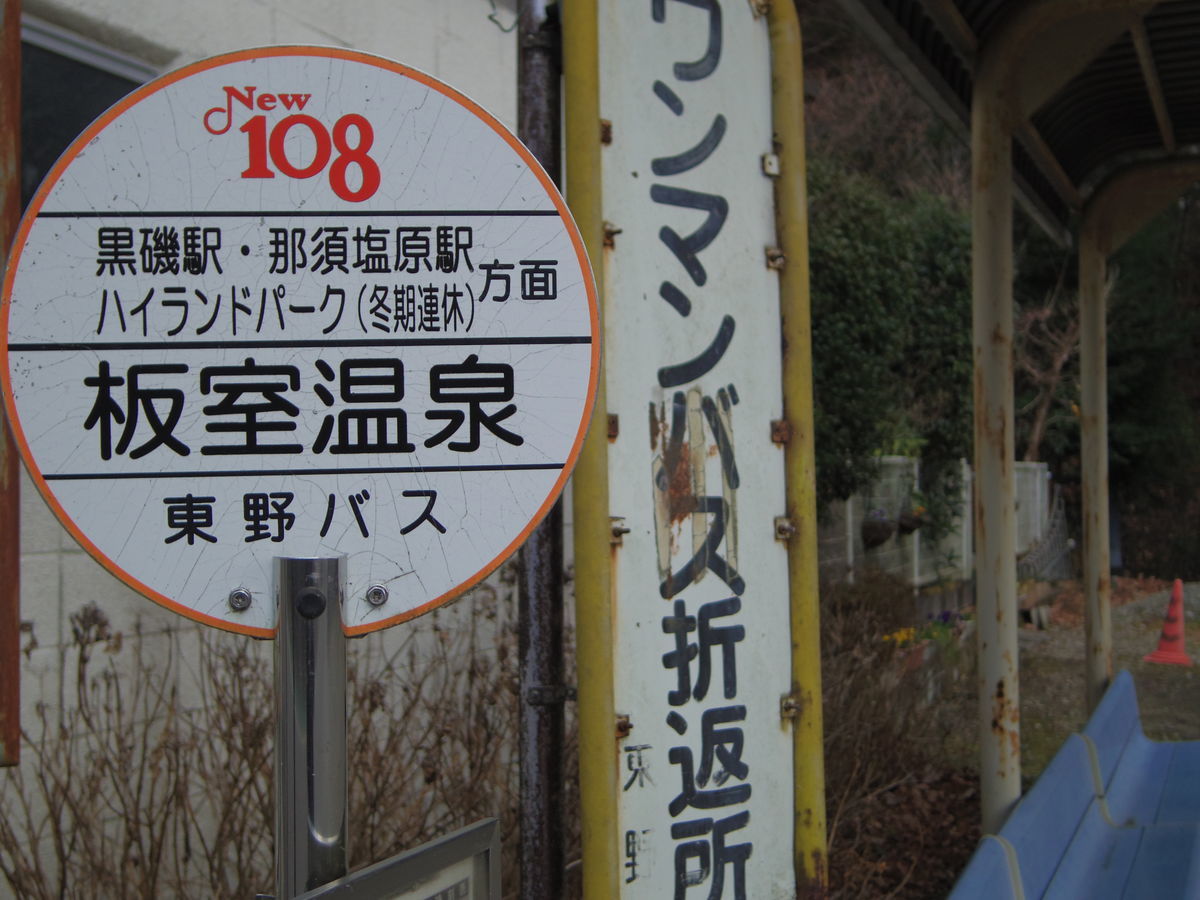 New
108
黒磯駅・那須塩原駅
ハイランドパーク(冬期連休)
方面
板室温泉
東野バス
ワンマンバス折返所
東野